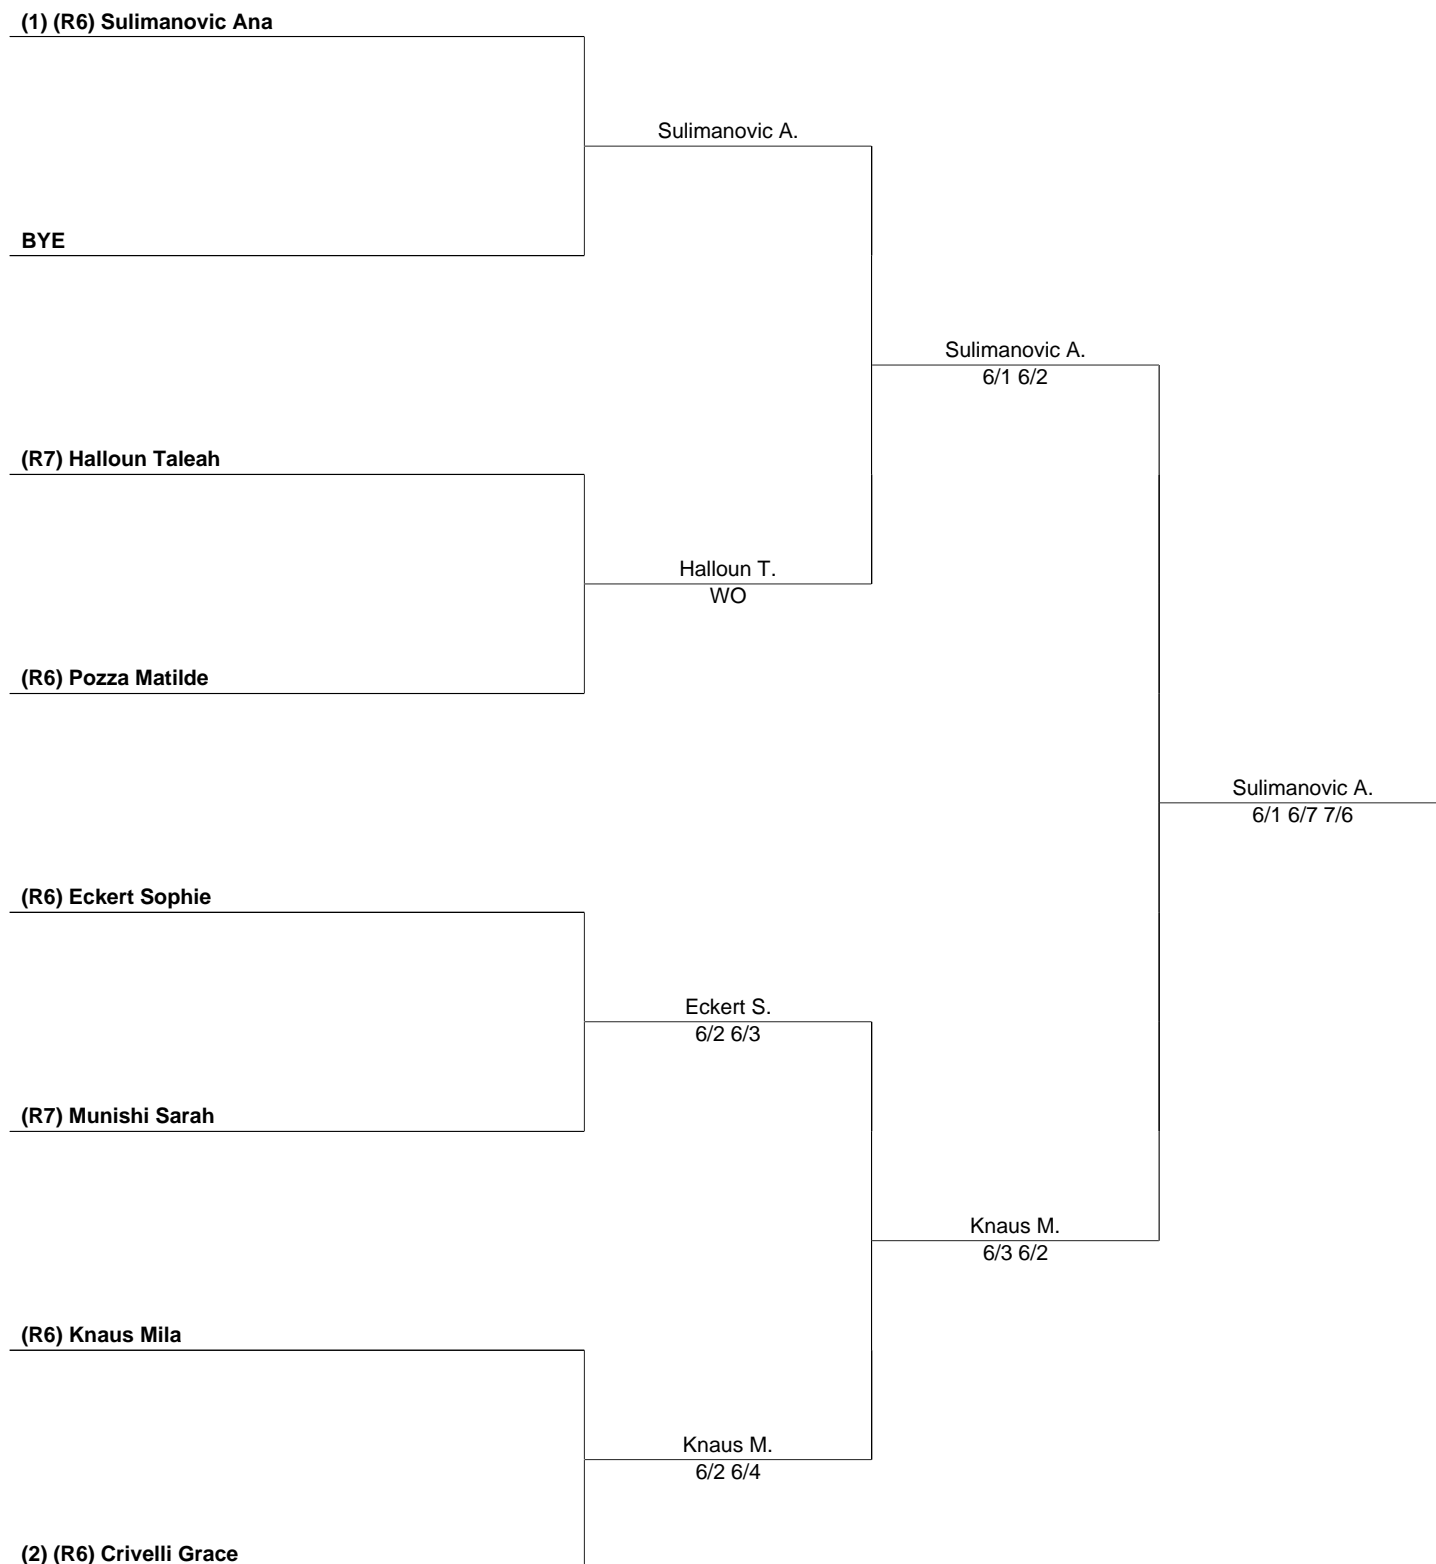 (1) (R6) Sulimanovic Ana
Sulimanovic A.
BYE
Sulimanovic A.
6/1 6/2
(R7) Halloun Taleah
Halloun T.
WO
(R6) Pozza Matilde
Sulimanovic A.
6/1 6/7 7/6
(R6) Eckert Sophie
Eckert S.
6/2 6/3
(R7) Munishi Sarah
Knaus M.
6/3 6/2
(R6) Knaus Mila
Knaus M.
6/2 6/4
(2) (R6) Crivelli Grace